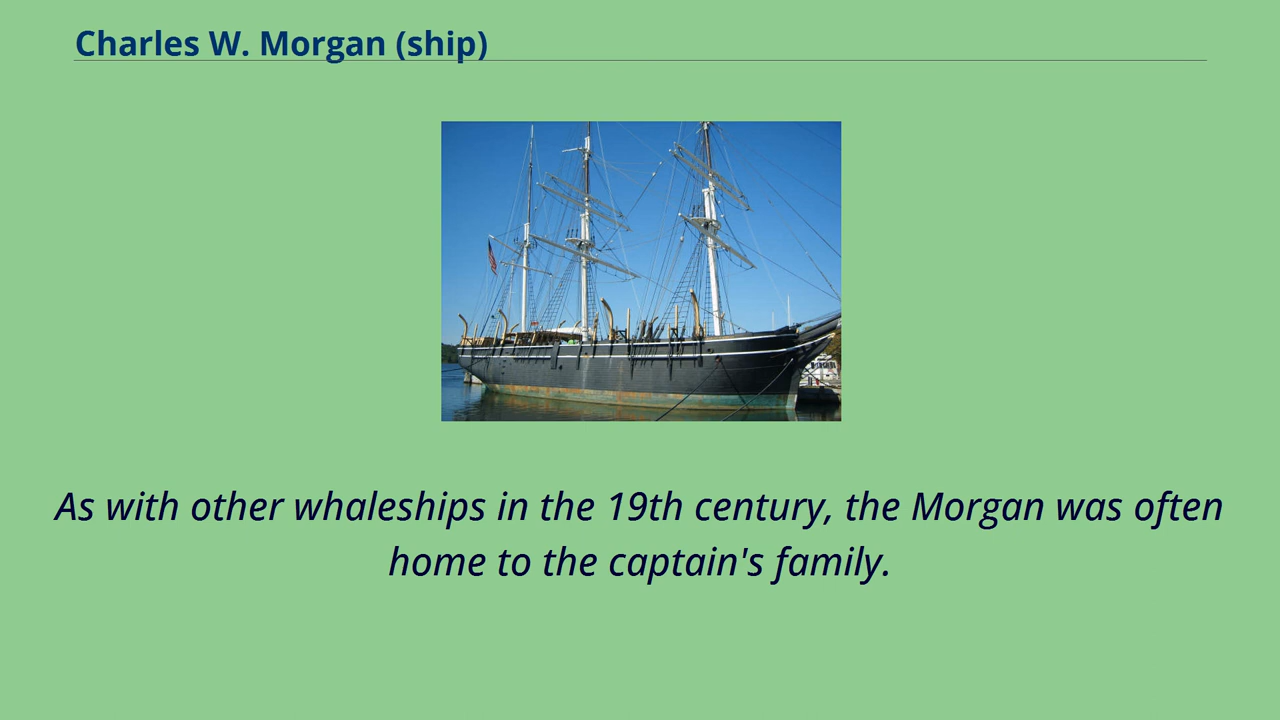 Charles W. Morgan (ship)
As with other whaleships in the 19th century, the Morgan was often
home to the captain's family.